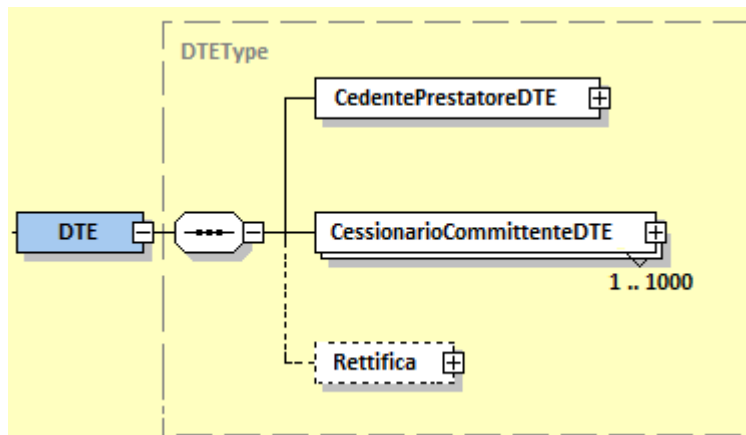 DTEType
CedentePrestatoreDTE
DTE
CessionarioCommittenteDTE
1 .. 1000
Rettifica